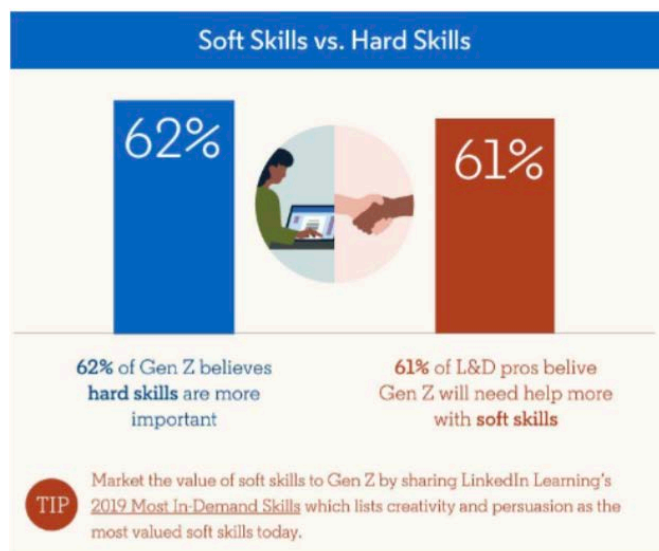 Soft Skills vs. Hard Skills
62%
61%
62% of Gen Z believes
hard skills are more
important
61% of L&D pros belive
Gen Z will need help more
with soft skills
TIP
Market the value of soft skills to Gen Z by sharing LinkedIn Learning's
2019 Most In-Demand Skills which lists creativity and persuasion as the
most valued soft skills today.